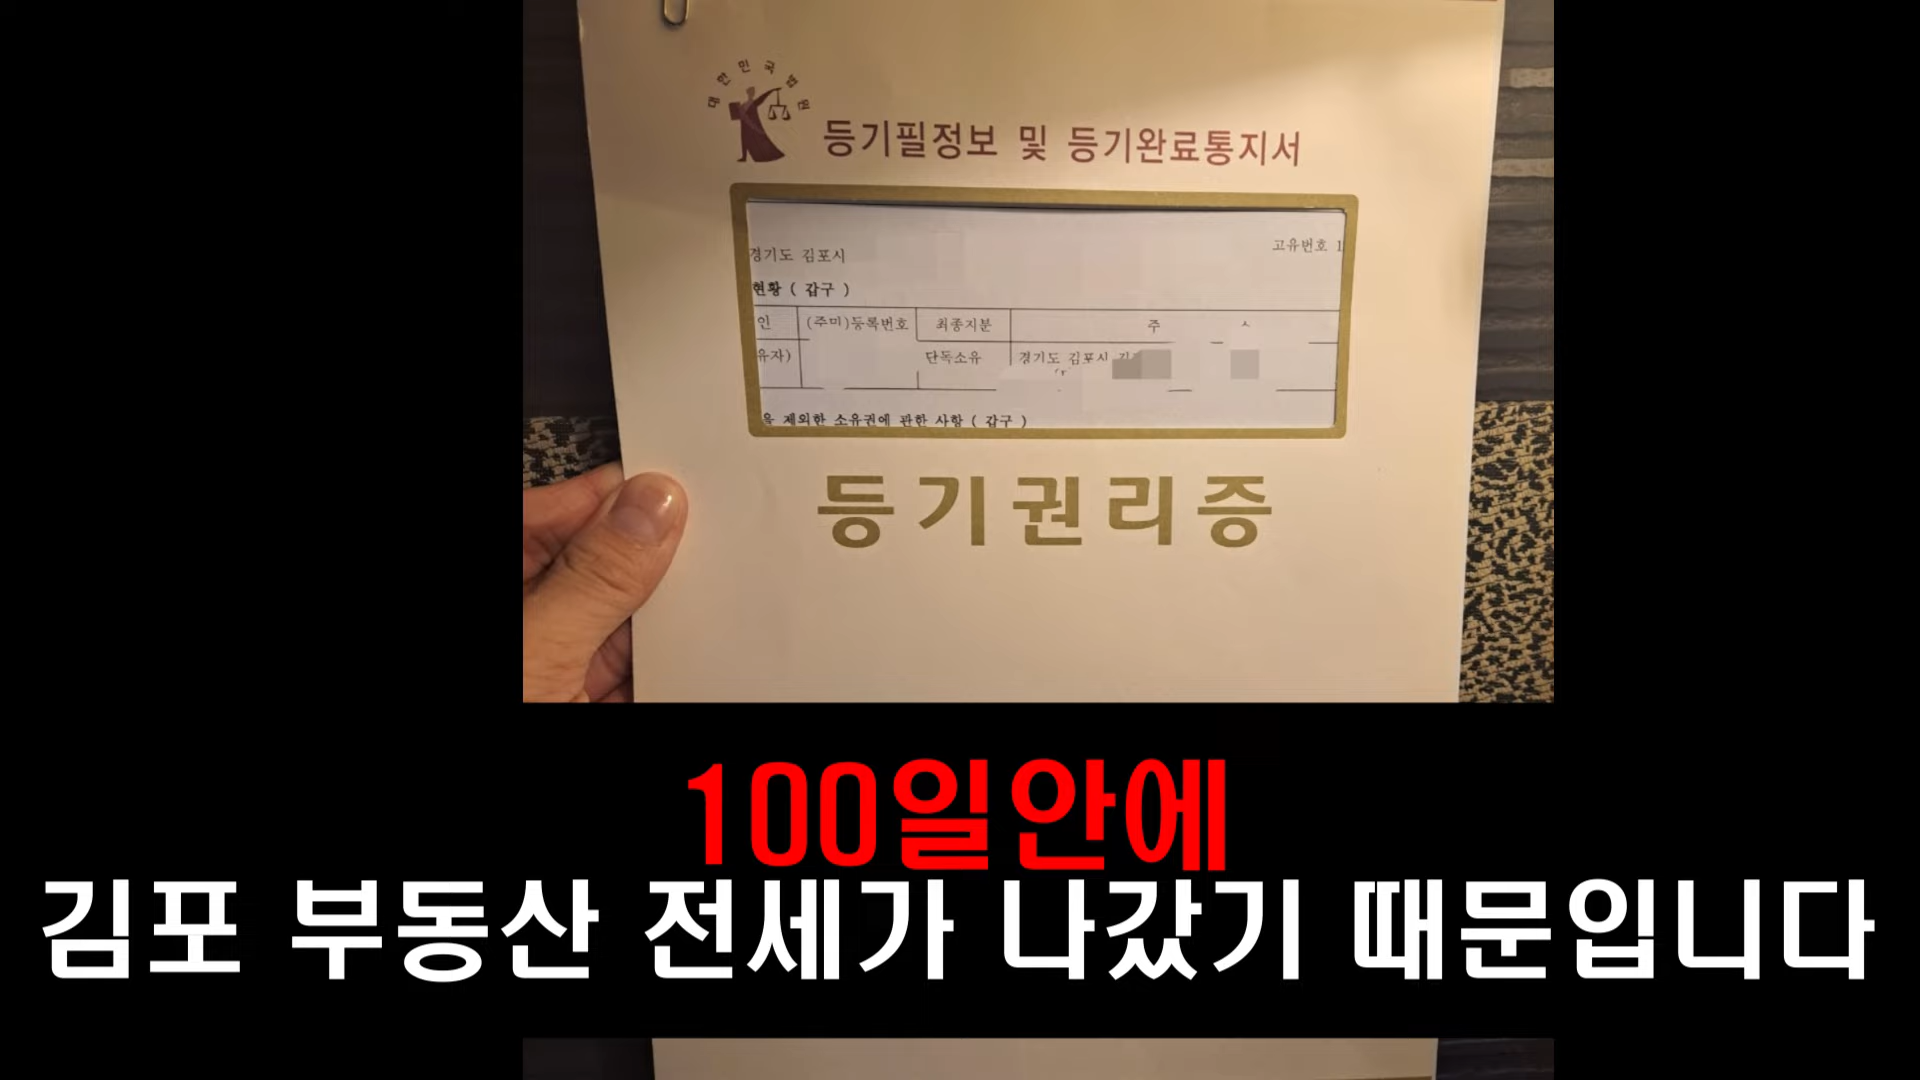 대한민국법원
등기필정보 및 등기완료통지서
고유번호 1
경기도 김포시
현황 ( 갑구 )
인 (주미)등록번호 최종지분 주 소
유자) 단독소유 경기도 김포시
을 제외한 소유권에 관한 사항 ( 갑구 )
등기권리증
100일안에
김포 부동산 전세가 나갔기 때문입니다